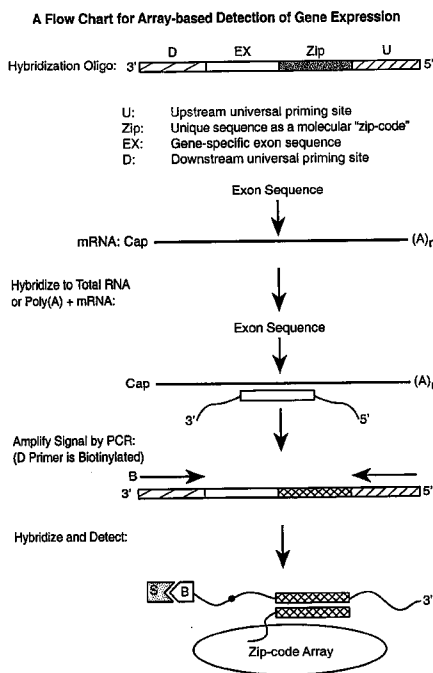 A Flow Chart for Array-based Detection of Gene Expression
D EX Zip U
Hybridization Oligo: 3' 5'
U: Upstream universal priming site
Zip: Unique sequence as a molecular "zip-code"
EX: Gene-specific exon sequence
D: Downstream universal priming site
Exon Sequence
mRNA: Cap (A)n
Hybridize to Total RNA
or Poly(A) + mRNA:
Exon Sequence
Cap (A)
3' 5'
Amplify Signal by PCR:
(D Primer is Biotinylated)
B
3' 5'
Hybridize and Detect:
S B 3'
Zip-code Array